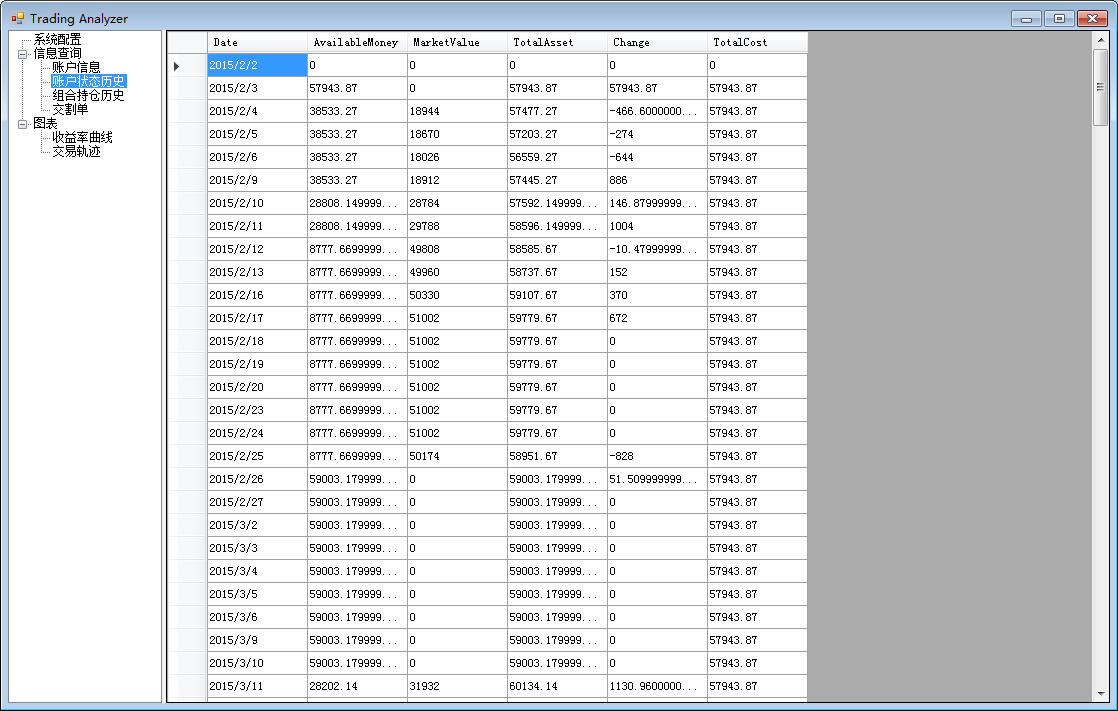 Trading Analyzer
系统配置
信息查询
账户信息
账户状态历史
组合持仓历史
交割单
图表
收益率曲线
交易轨迹
Date AvailableMoney MarketValue TotalAsset Change TotalCost
2015/2/2 0 0 0 0 0
2015/2/3 57943.87 0 57943.87 57943.87 57943.87
2015/2/4 38533.27 18944 57477.27 -466.6000000... 57943.87
2015/2/5 38533.27 18670 57203.27 -274 57943.87
2015/2/6 38533.27 18026 56559.27 -644 57943.87
2015/2/9 38533.27 18912 57445.27 886 57943.87
2015/2/10 28808.149999... 28784 57592.149999... 146.87999999... 57943.87
2015/2/11 28808.149999... 29788 58596.149999... 1004 57943.87
2015/2/12 8777.6699999... 49808 58585.67 -10.47999999... 57943.87
2015/2/13 8777.6699999... 49960 58737.67 152 57943.87
2015/2/16 8777.6699999... 50330 59107.67 370 57943.87
2015/2/17 8777.6699999... 51002 59779.67 672 57943.87
2015/2/18 8777.6699999... 51002 59779.67 0 57943.87
2015/2/19 8777.6699999... 51002 59779.67 0 57943.87
2015/2/20 8777.6699999... 51002 59779.67 0 57943.87
2015/2/23 8777.6699999... 51002 59779.67 0 57943.87
2015/2/24 8777.6699999... 51002 59779.67 0 57943.87
2015/2/25 8777.6699999... 50174 58951.67 -828 57943.87
2015/2/26 59003.179999... 0 59003.179999... 51.509999999... 57943.87
2015/2/27 59003.179999... 0 59003.179999... 0 57943.87
2015/3/2 59003.179999... 0 59003.179999... 0 57943.87
2015/3/3 59003.179999... 0 59003.179999... 0 57943.87
2015/3/4 59003.179999... 0 59003.179999... 0 57943.87
2015/3/5 59003.179999... 0 59003.179999... 0 57943.87
2015/3/6 59003.179999... 0 59003.179999... 0 57943.87
2015/3/9 59003.179999... 0 59003.179999... 0 57943.87
2015/3/10 59003.179999... 0 59003.179999... 0 57943.87
2015/3/11 28202.14 31932 60134.14 1130.9600000... 57943.87